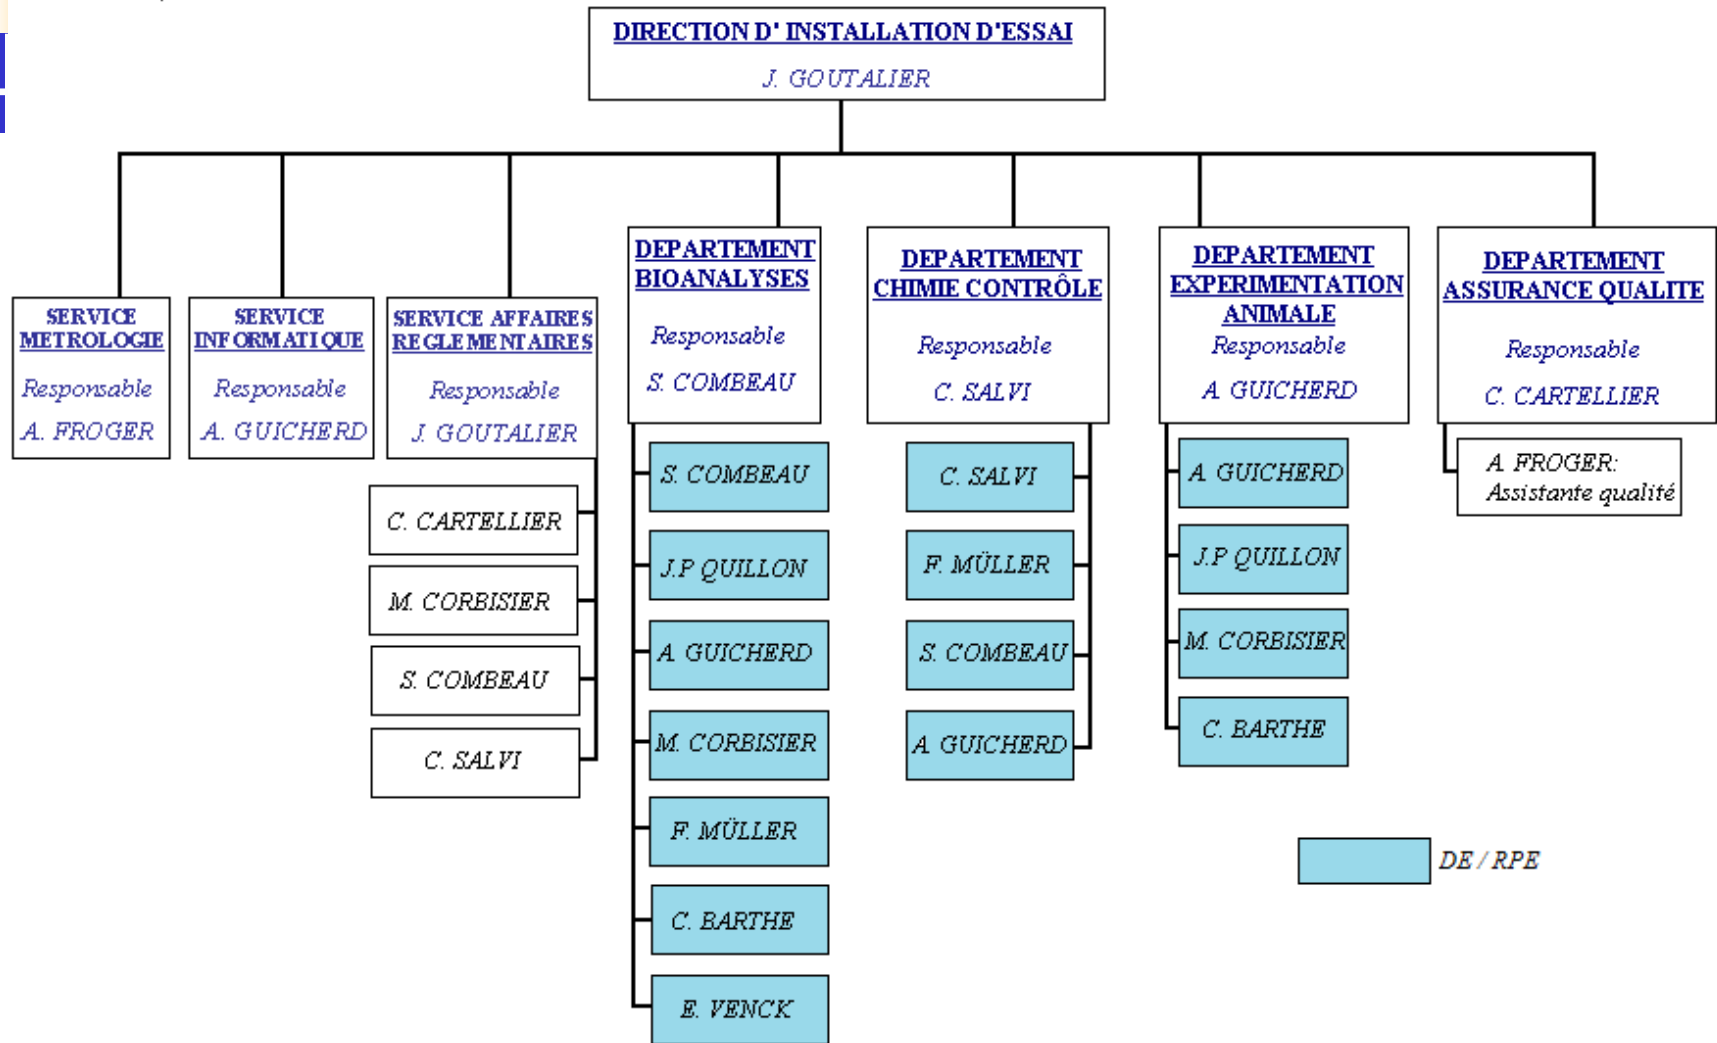 DIRECTION D' INSTALLATION D'ESSAI
J. GOUTALIER
SERVICE
METROLOGIE
Responsable
A. FROGER
SERVICE
INFORMATIQUE
Responsable
A. GUICHERD
SERVICE AFFAIRES
REGLEMENTAIRES
Responsable
J. GOUTALIER
C. CARTELLIER
M. CORBISIER
S. COMBEAU
C. SALVI
DEPARTEMENT
BIOANALYSES
Responsable
S. COMBEAU
S. COMBEAU
J.P QUILLON
A GUICHERD
M. CORBISIER
F. MÜLLER
C. BARTHE
E. VENCK
DEPARTEMENT
CHIMIE CONTRÔLE
Responsable
C. SALVI
C. SALVI
F. MÜLLER
S. COMBEAU
A GUICHERD
DEPARTEMENT
EXPERIMENTATION
ANIMALE
Responsable
A. GUICHERD
A GUICHERD
J.P QUILLON
M. CORBISIER
C. BARTHE
DEPARTEMENT
ASSURANCE QUALITE
Responsable
C. CARTELLIER
A FROGER:
Assistante qualité
DE / RPE